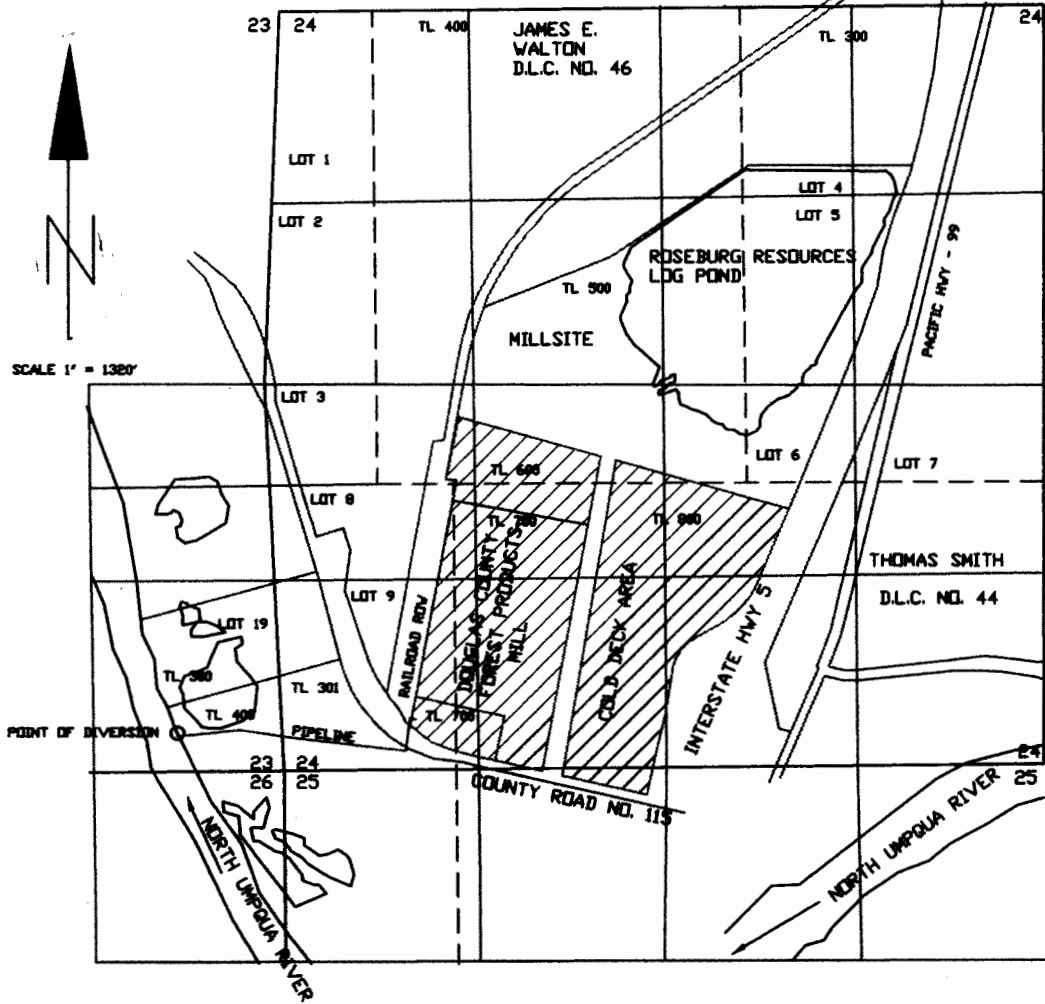 23 24
TL 400
JAMES E.
WALTON
D.L.C. NO. 46
TL 300
24
LOT 1
LOT 2
LOT 4
LOT 5
ROSEBURG RESOURCES
LOG POND
TL 500
MILLSITE
PACIFIC HWY - 99
N
SCALE 1" = 1320'
LOT 3
LOT 6
LOT 7
TL 600
LOT 8
TL 700
TL 800
DOUGLAS COUNTY
FOREST PRODUCTS
MILL
COLD DECK AREA
THOMAS SMITH
D.L.C. NO. 44
LOT 9
LOT 19
RAILROAD ROW
INTERSTATE HWY 5
TL 300
TL 301
TL 400
TL 705
POINT OF DIVERSION
PIPELINE
23 24
26 25
COUNTY ROAD NO. 115
24
25
NORTH UMPQUA RIVER
NORTH UMPQUA RIVER